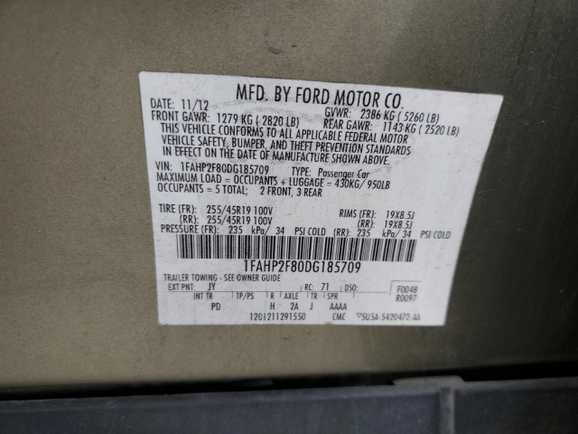 MFD. BY FORD MOTOR CO.
DATE: 11/12 GVWR: 2386 KG ( 5260 LB)
FRONT GAWR: 1279 KG ( 2820 LB) REAR GAWR: 1143 KG ( 2520 LB)
THIS VEHICLE CONFORMS TO ALL APPLICABLE FEDERAL MOTOR
VEHICLE SAFETY, BUMPER, AND THEFT PREVENTION STANDARDS IN
EFFECT ON THE DATE OF MANUFACTURE SHOWN ABOVE.
VIN: 1FAHP2F80DG185709 TYPE: Passenger Car
MAXIMUM LOAD = OCCUPANTS + LUGGAGE = 430KG/950LB
OCCUPANTS = 5 TOTAL: 2 FRONT, 3 REAR
TIRE (FR): 255/45R19 100V RIMS (FR): 19X8.5J
(RR): 255/45R19 100V (RR): 19X8.5J
PRESSURE (FR): 235 kPa/ 34 PSI COLD (RR): 235 kPa/ 34 PSI COLD
1FAHP2F80DG185709
TRAILER TOWING - SEE OWNER GUIDE
EXT PNT: JY RC: 71 DSO: F0048
INT TR TP/PS R AXLE TR SPR R0097
PD H 2A J AAAA
1201211291550 CMC